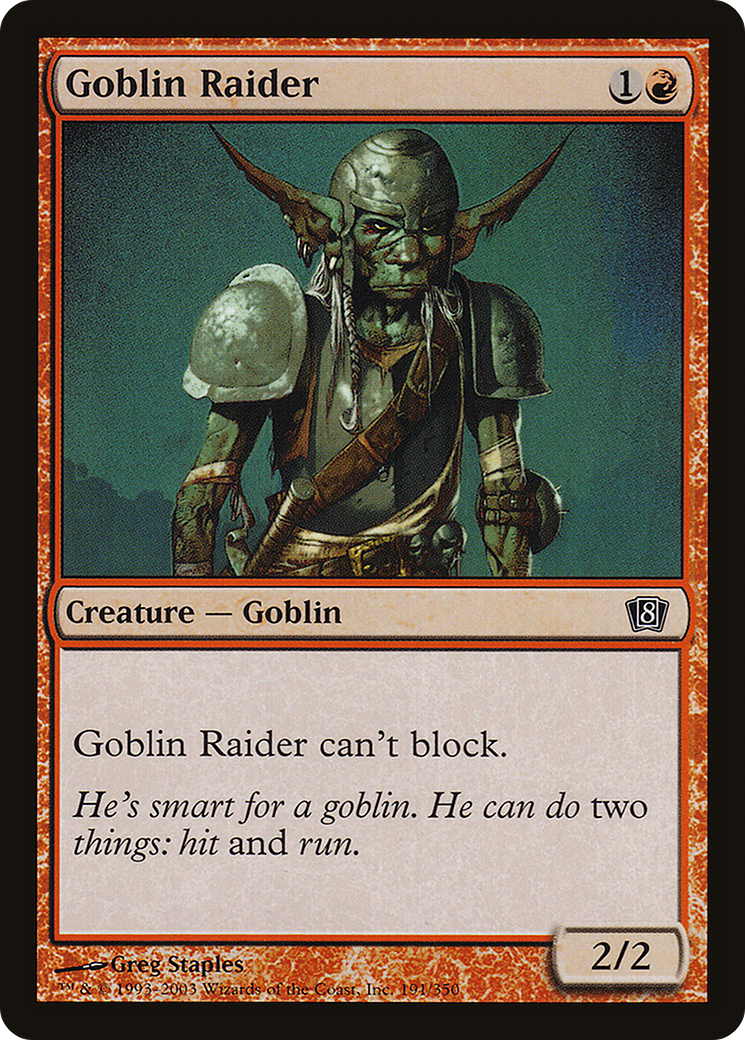 Goblin Raider 1
Creature — Goblin 8
Goblin Raider can't block.
He's smart for a goblin. He can do two
things: hit and run.
2/2
Greg Staples
™ & © 1993-2003 Wizards of the Coast, Inc. 191/350